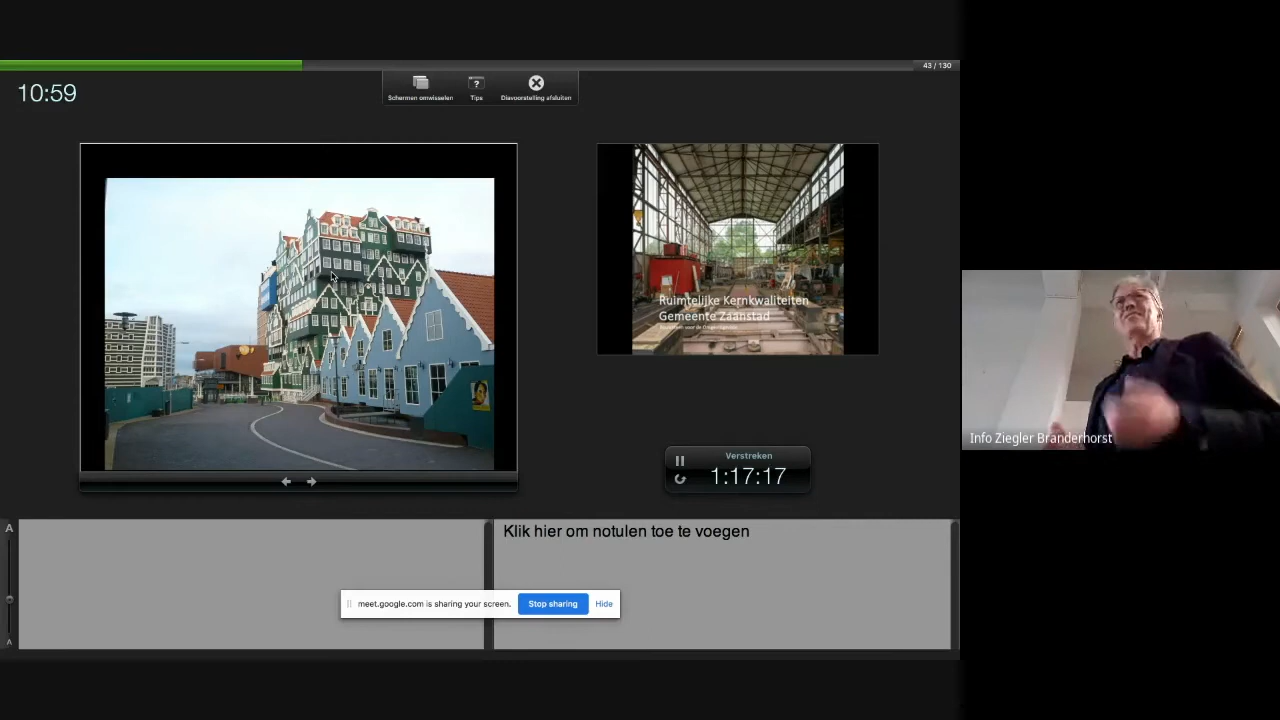 43 / 130
10:59
Schermen omwisselen
Tips
Diavoorstelling afsluiten
Ruimtelijke Kernkwaliteiten
Gemeente Zaanstad
Verstreken
1:17:17
Info Ziegler Branderhorst
A
Klik hier om notulen toe te voegen
meet.google.com is sharing your screen.
Stop sharing
Hide
A